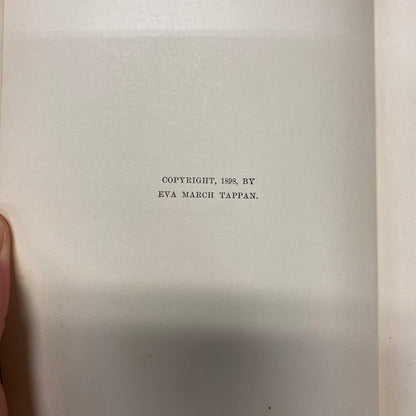 COPYRIGHT, 1898, BY
EVA MARCH TAPPAN.